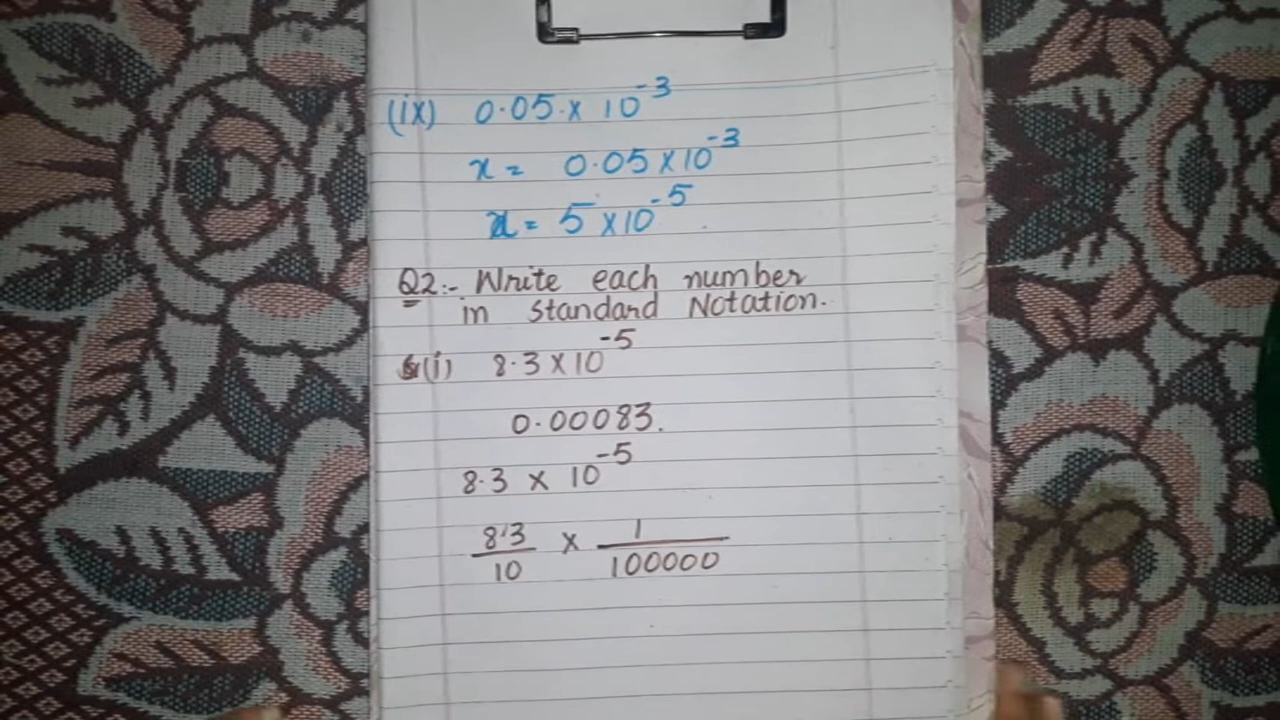 (ix) 0.05.× 10⁻³
x = 0.05 × 10⁻³
x = 5 × 10⁻⁵
Q2:- Write each number
in standard Notation.
(i) 8.3 × 10⁻⁵
0.00083.
8.3 × 10⁻⁵
8.3/10 × 1/100000